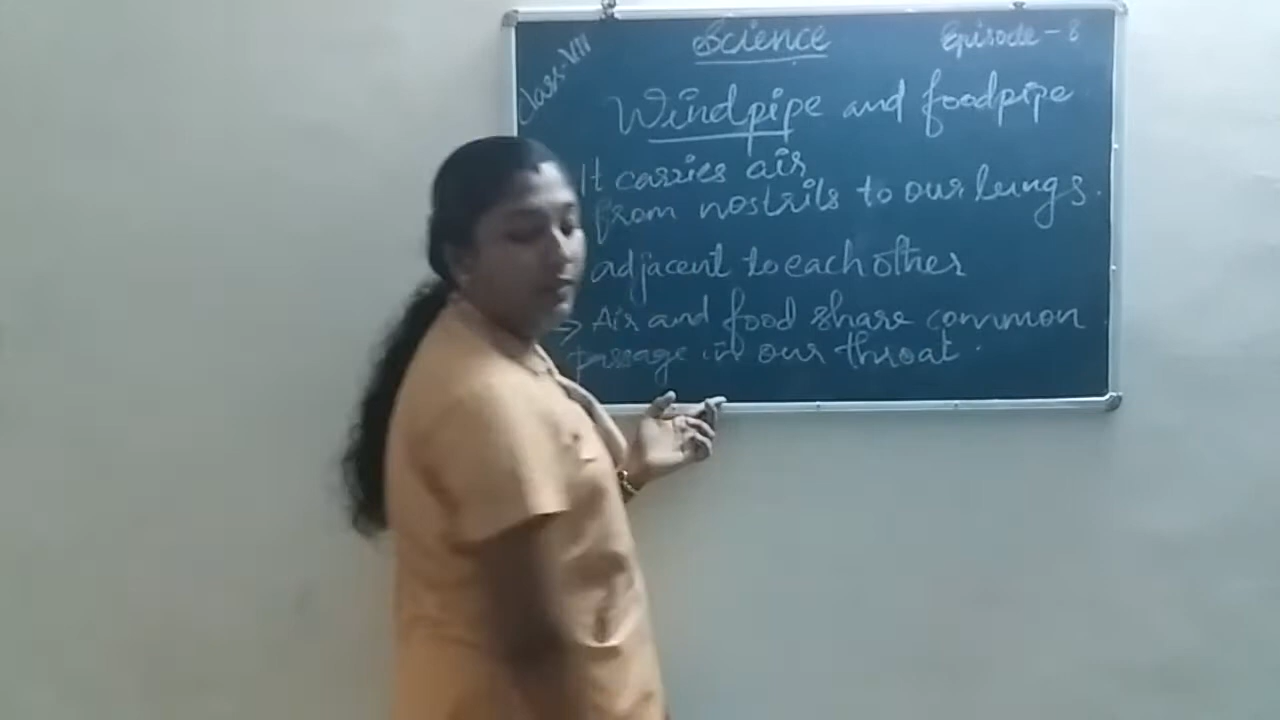 Class-VII
Science
Episode-8
Windpipe and foodpipe
It carries air
from nostrils to our lungs.
adjacent to each other
→ Air and food share common
passage in our throat.